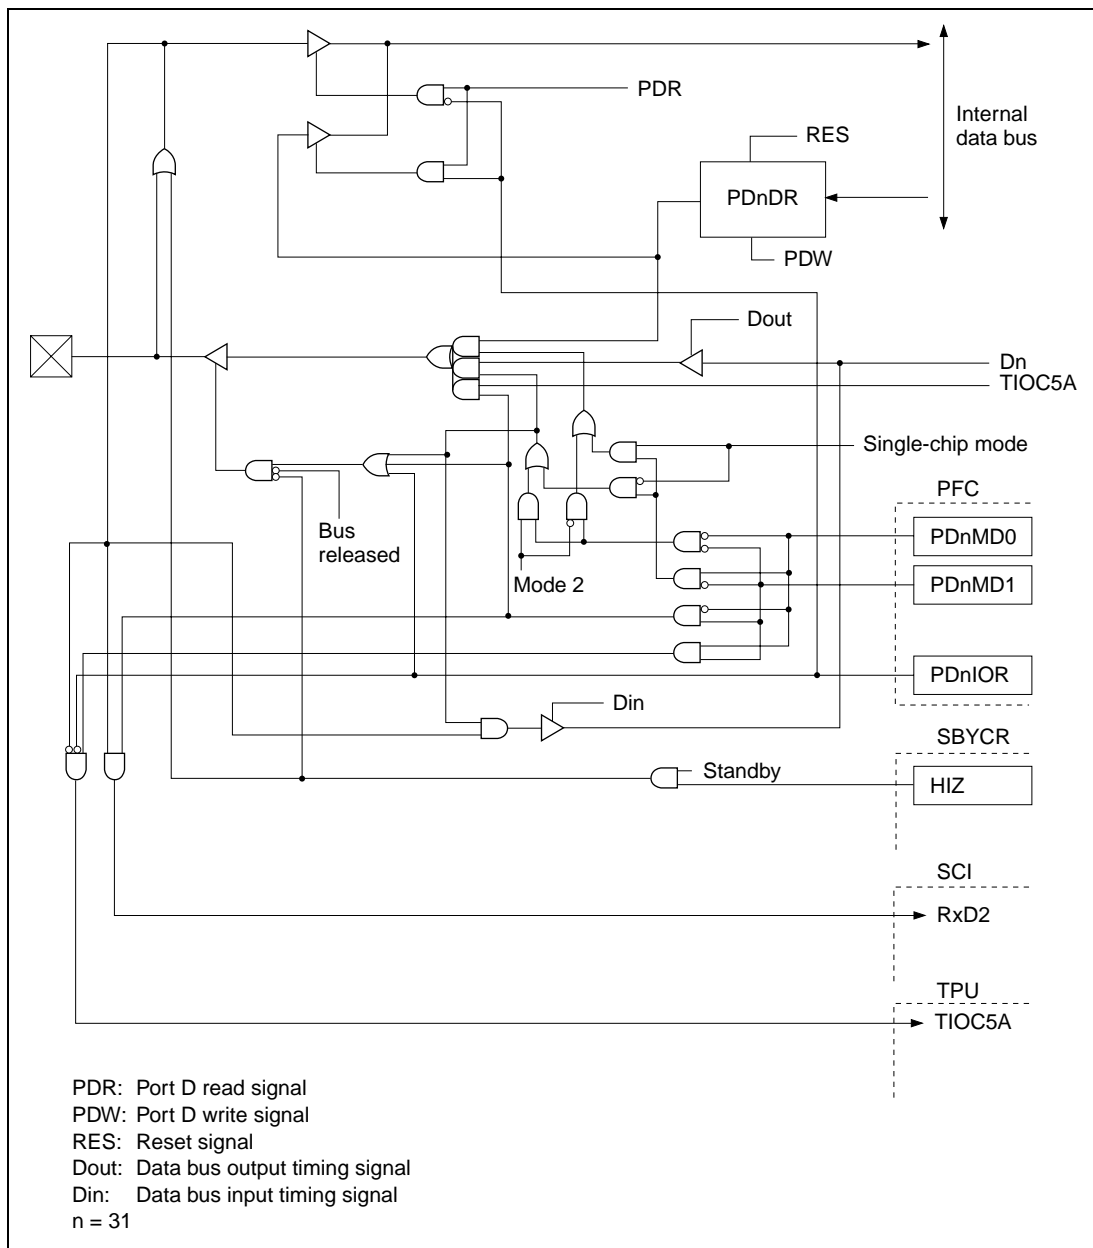 PDR
Internal
data bus
RES
PDnDR
PDW
Dout
Dn
TIOC5A
Single-chip mode
PFC
PDnMD0
Bus
released
Mode 2
PDnMD1
PDnIOR
Din
SBYCR
Standby
HIZ
SCI
RxD2
TPU
TIOC5A
PDR: Port D read signal
PDW: Port D write signal
RES: Reset signal
Dout: Data bus output timing signal
Din: Data bus input timing signal
n = 31